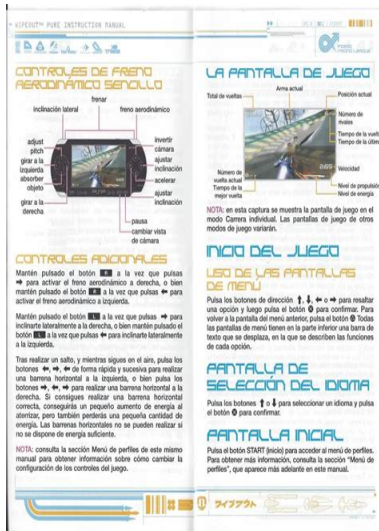 WIPEOUT™ PURE INSTRUCTION MANUAL
CONTROLES DE FRENO
AERODINÁMICO SENCILLO
frenar
inclinación lateral
freno aerodinámico
adjust
pitch
girar a la
izquierda
absorber
objeto
girar a la
derecha
invertir
cámara
ajustar
inclinación
acelerar
ajustar
inclinación
pausa
cambiar vista
de cámara
CONTROLES ADICIONALES
Mantén pulsado el botón R a la vez que pulsas
➔ para activar el freno aerodinámico a derecha, o bien
mantén pulsado el botón R a la vez que pulsas ← para
activar el freno aerodinámico a izquierda.
Mantén pulsado el botón L a la vez que pulsas ➔ para
inclinarte lateralmente a la derecha, o bien mantén pulsado el
botón L a la vez que pulsas ← para inclinarte lateralmente
a la izquierda.
Tras realizar un salto, y mientras sigues en el aire, pulsa los
botones ←, ➔, ← de forma rápida y sucesiva para realizar
una barrena horizontal a la izquierda, o bien pulsa los
botones ➔, ←, ➔ para realizar una barrena horizontal a la
derecha. Si consigues realizar una barrena horizontal
correcta, conseguirás un pequeño aumento de energía al
aterrizar, pero también perderás una pequeña cantidad de
energía. Las barrenas horizontales no se pueden realizar si
no se dispone de energía suficiente.
NOTA: consulta la sección Menú de perfiles de este mismo
manual para obtener información sobre cómo cambiar la
configuración de los controles del juego.
LA PANTALLA DE JUEGO
Arma actual
Total de vueltas
Posición actual
Número de
rivales
Tiempo de la vuelta
Tiempo de la última
Velocidad
Nivel de propulsión
Nivel de energía
Número de
vuelta actual
Tiempo de la
mejor vuelta
NOTA: en esta captura se muestra la pantalla de juego en el
modo Carrera individual. Las pantallas de juego de otros
modos de juego variarán.
INICIO DEL JUEGO
USO DE LAS PANTALLAS
DE MENÚ
Pulsa los botones de dirección ↑, ↓, ← o ➔ para resaltar
una opción y luego pulsa el botón ⊗ para confirmar. Para
volver a la pantalla del menú anterior, pulsa el botón ⊙ Todas
las pantallas de menú tienen en la parte inferior una barra de
texto que se desplaza, en la que se describen las funciones
de cada opción.
PANTALLA DE
SELECCIÓN DEL IDIOMA
Pulsa los botones ↑ o ↓ para seleccionar un idioma y pulsa
el botón ⊗ para confirmar.
PANTALLA INICIAL
Pulsa el botón START (inicio) para acceder al menú de perfiles.
Para obtener más información, consulta la sección "Menú de
perfiles", que aparece más adelante en este manual.
ワイプアウト